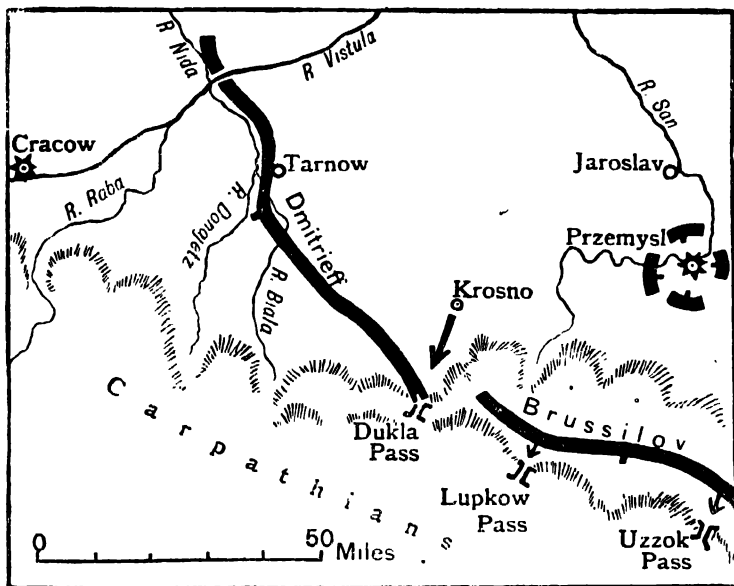 R. Nida
R. Vistula
Cracow
R. Raba
R. Donajetz
Tarnow
Dmitrieff
R. Biala
R. San
Jaroslav
Przemysl
Krosno
Carpathians
Dukla
Pass
Brussilov
Lupkow
Pass
Uzzok
Pass
0
50
Miles